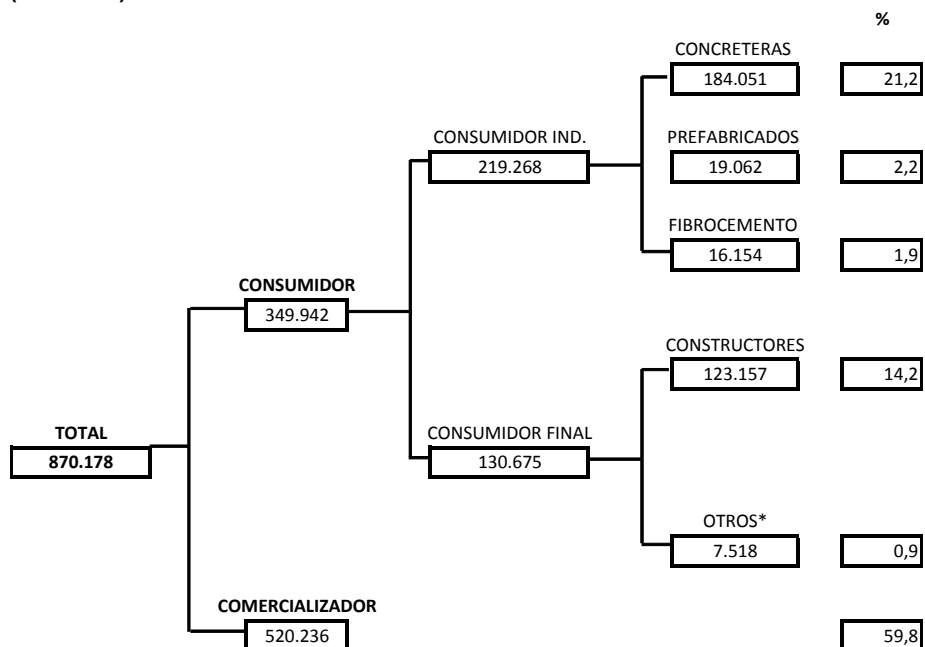 %
CONCRETERAS
184.051 21,2
CONSUMIDOR IND. PREFABRICADOS
219.268 19.062 2,2
FIBROCEMENTO
16.154 1,9
CONSUMIDOR
349.942
CONSTRUCTORES
123.157 14,2
TOTAL CONSUMIDOR FINAL
870.178 130.675
OTROS*
7.518 0,9
COMERCIALIZADOR
520.236 59,8